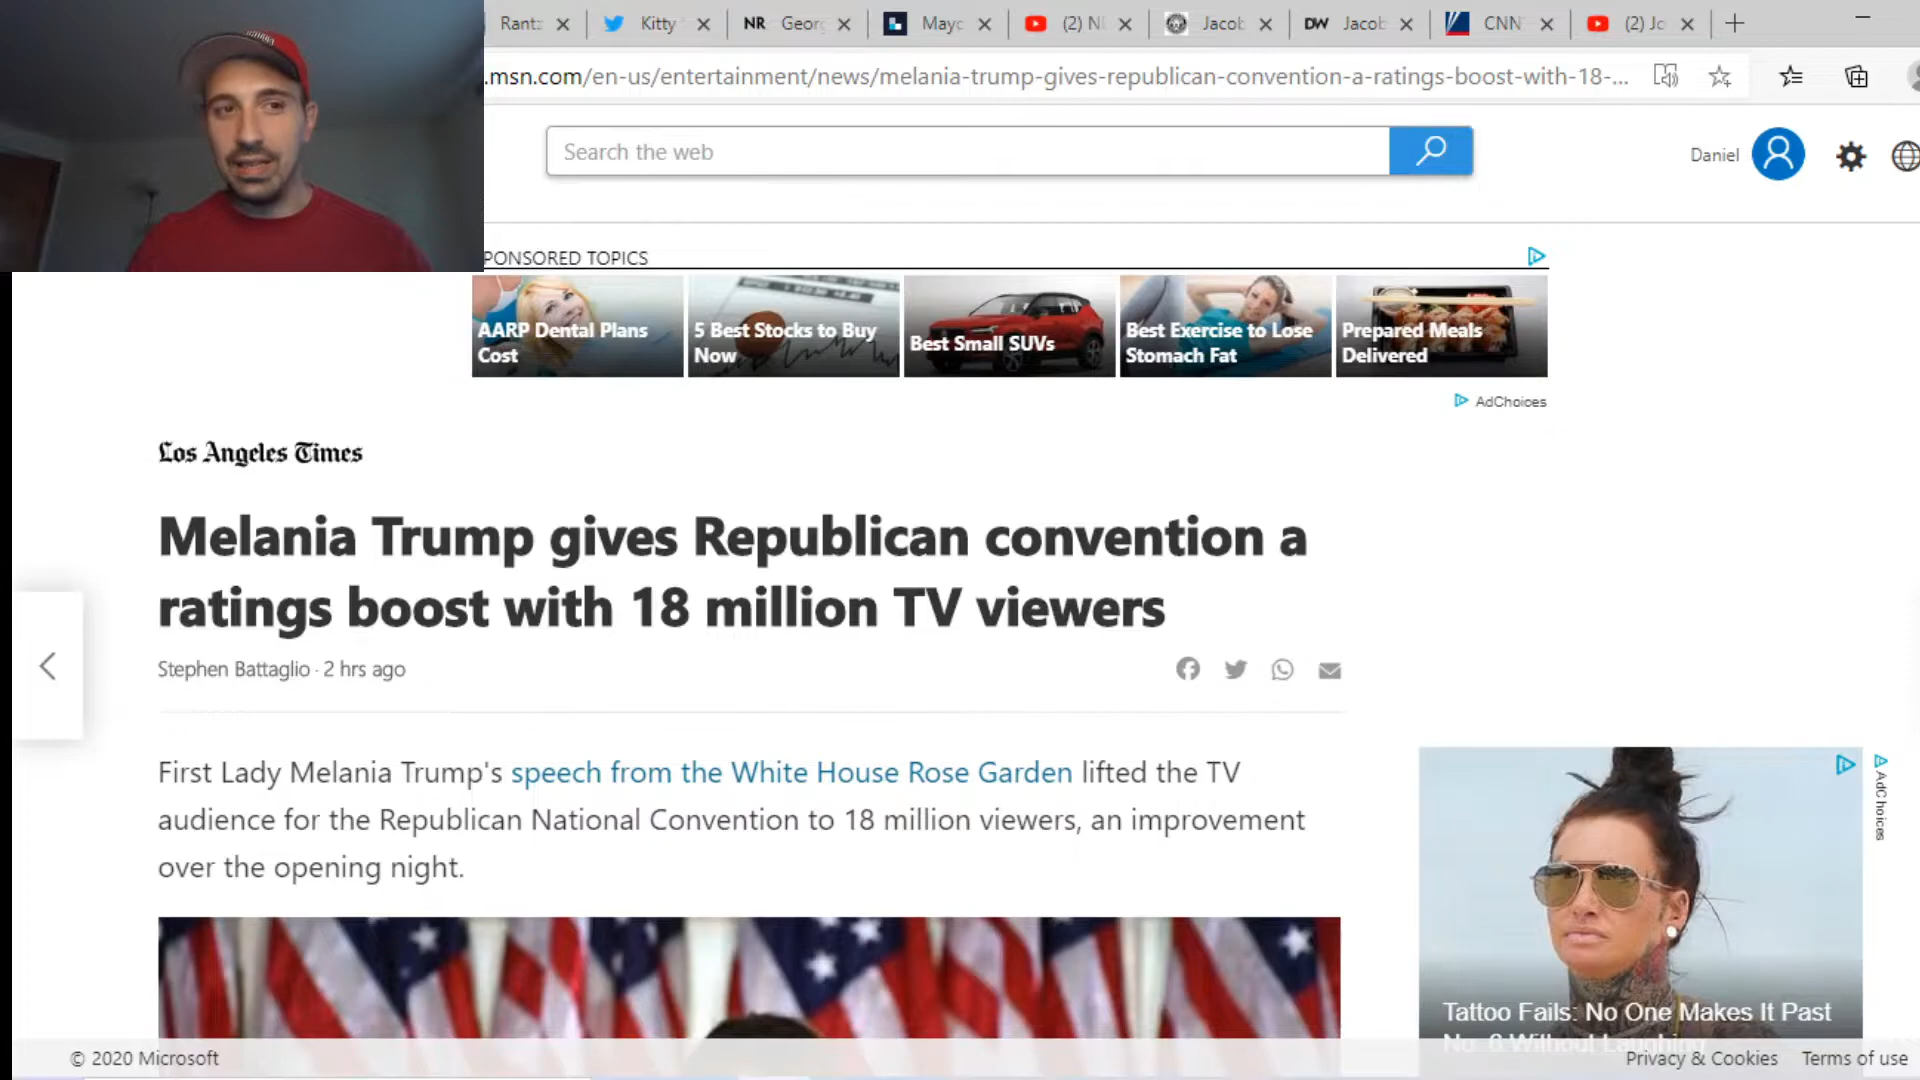 Rantz
Kitty
NR Georg
Mayo
(2) N
Jacob
DW Jacob
CNN
(2) Jo
.msn.com/en-us/entertainment/news/melania-trump-gives-republican-convention-a-ratings-boost-with-18-...
Search the web
Daniel
PONSORED TOPICS
AARP Dental Plans
Cost
5 Best Stocks to Buy
Now
Best Small SUVs
Best Exercise to Lose
Stomach Fat
Prepared Meals
Delivered
AdChoices
Los Angeles Times
Melania Trump gives Republican convention a
ratings boost with 18 million TV viewers
Stephen Battaglio · 2 hrs ago
First Lady Melania Trump's speech from the White House Rose Garden lifted the TV
audience for the Republican National Convention to 18 million viewers, an improvement
over the opening night.
AdChoices
Tattoo Fails: No One Makes It Past
No. 6 Without Laughing
© 2020 Microsoft
Privacy & Cookies
Terms of use